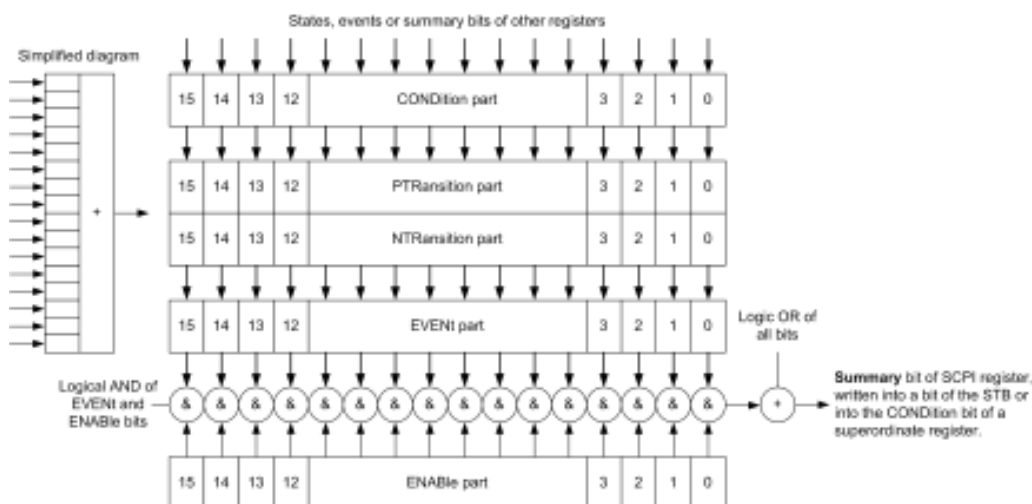 States, events or summary bits of other registers
Simplified diagram
15 14 13 12 CONDition part 3 2 1 0
15 14 13 12 PTRansition part 3 2 1 0
+
15 14 13 12 NTRansition part 3 2 1 0
15 14 13 12 EVENt part 3 2 1 0
Logic OR of
all bits
Logical AND of
EVENt and
ENABle bits
& & & & & & & & & & & & & & & &
+
Summary bit of SCPI register,
written into a bit of the STB or
into the CONDition bit of a
superordinate register.
15 14 13 12 ENABle part 3 2 1 0